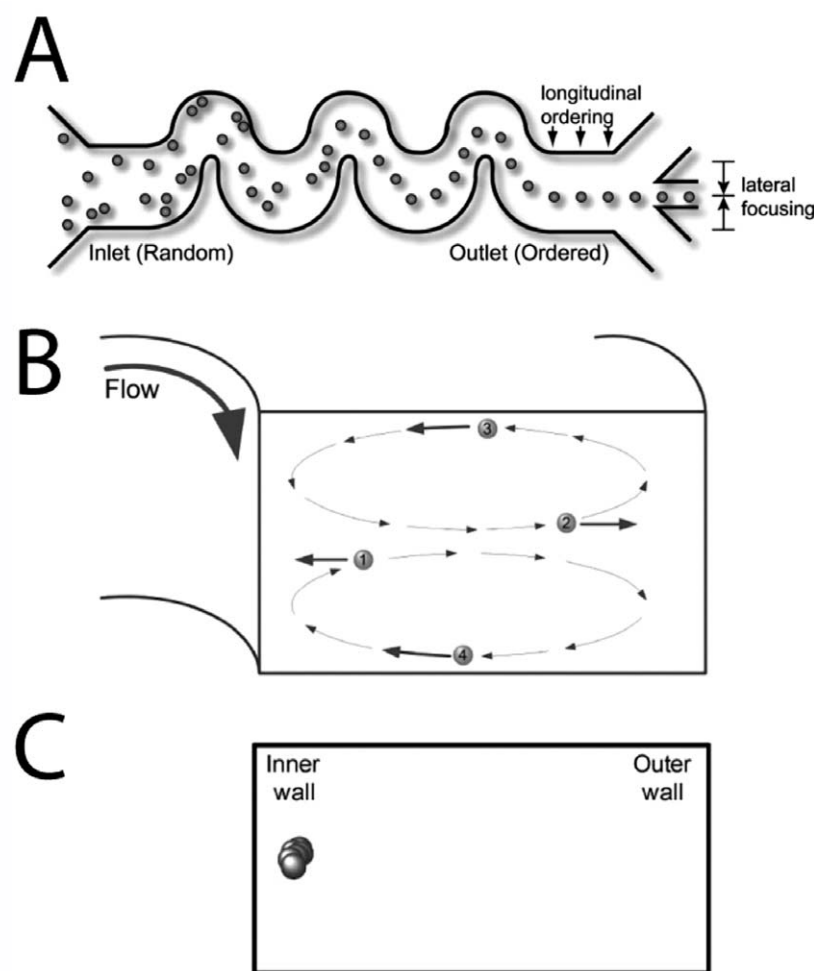 A
longitudinal
ordering
lateral
focusing
Inlet (Random)
Outlet (Ordered)
B
Flow
3
2
1
4
C
Inner
wall
Outer
wall